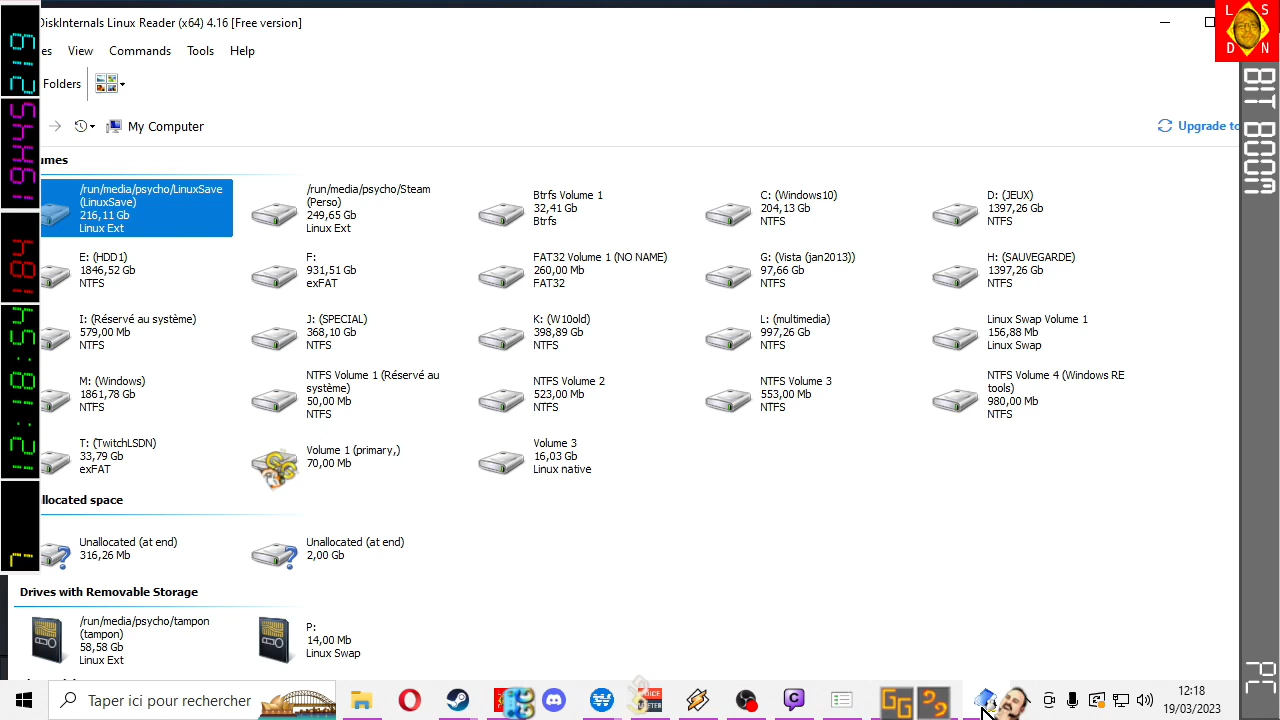 DiskInternals Linux Reader (x64) 4.16 [Free version]
View Commands Tools Help
Folders
My Computer
Upgrade to
umes
/run/media/psycho/LinuxSave
(LinuxSave)
216,11 Gb
Linux Ext
/run/media/psycho/Steam
(Perso)
249,65 Gb
Linux Ext
Btrfs Volume 1
32,41 Gb
Btrfs
C: (Windows10)
204,13 Gb
NTFS
D: (JEUX)
1397,26 Gb
NTFS
E: (HDD1)
1846,52 Gb
NTFS
F:
931,51 Gb
exFAT
FAT32 Volume 1 (NO NAME)
260,00 Mb
FAT32
G: (Vista (jan2013))
97,66 Gb
NTFS
H: (SAUVEGARDE)
1397,26 Gb
NTFS
I: (Réservé au système)
579,00 Mb
NTFS
J: (SPECIAL)
368,10 Gb
NTFS
K: (W10old)
398,89 Gb
NTFS
L: (multimedia)
997,26 Gb
NTFS
Linux Swap Volume 1
156,88 Mb
Linux Swap
M: (Windows)
1861,78 Gb
NTFS
NTFS Volume 1 (Réservé au
système)
50,00 Mb
NTFS
NTFS Volume 2
523,00 Mb
NTFS
NTFS Volume 3
553,00 Mb
NTFS
NTFS Volume 4 (Windows RE
tools)
980,00 Mb
NTFS
T: (TwitchLSDN)
33,79 Gb
exFAT
Volume 1 (primary,)
70,00 Mb
Volume 3
16,03 Gb
Linux native
llocated space
Unallocated (at end)
316,26 Mb
Unallocated (at end)
2,00 Gb
Drives with Removable Storage
/run/media/psycho/tampon
(tampon)
58,58 Gb
Linux Ext
P:
14,00 Mb
Linux Swap
Taper ici pour rechercher
12:18
19/03/2023
L S
D N
12:18:54